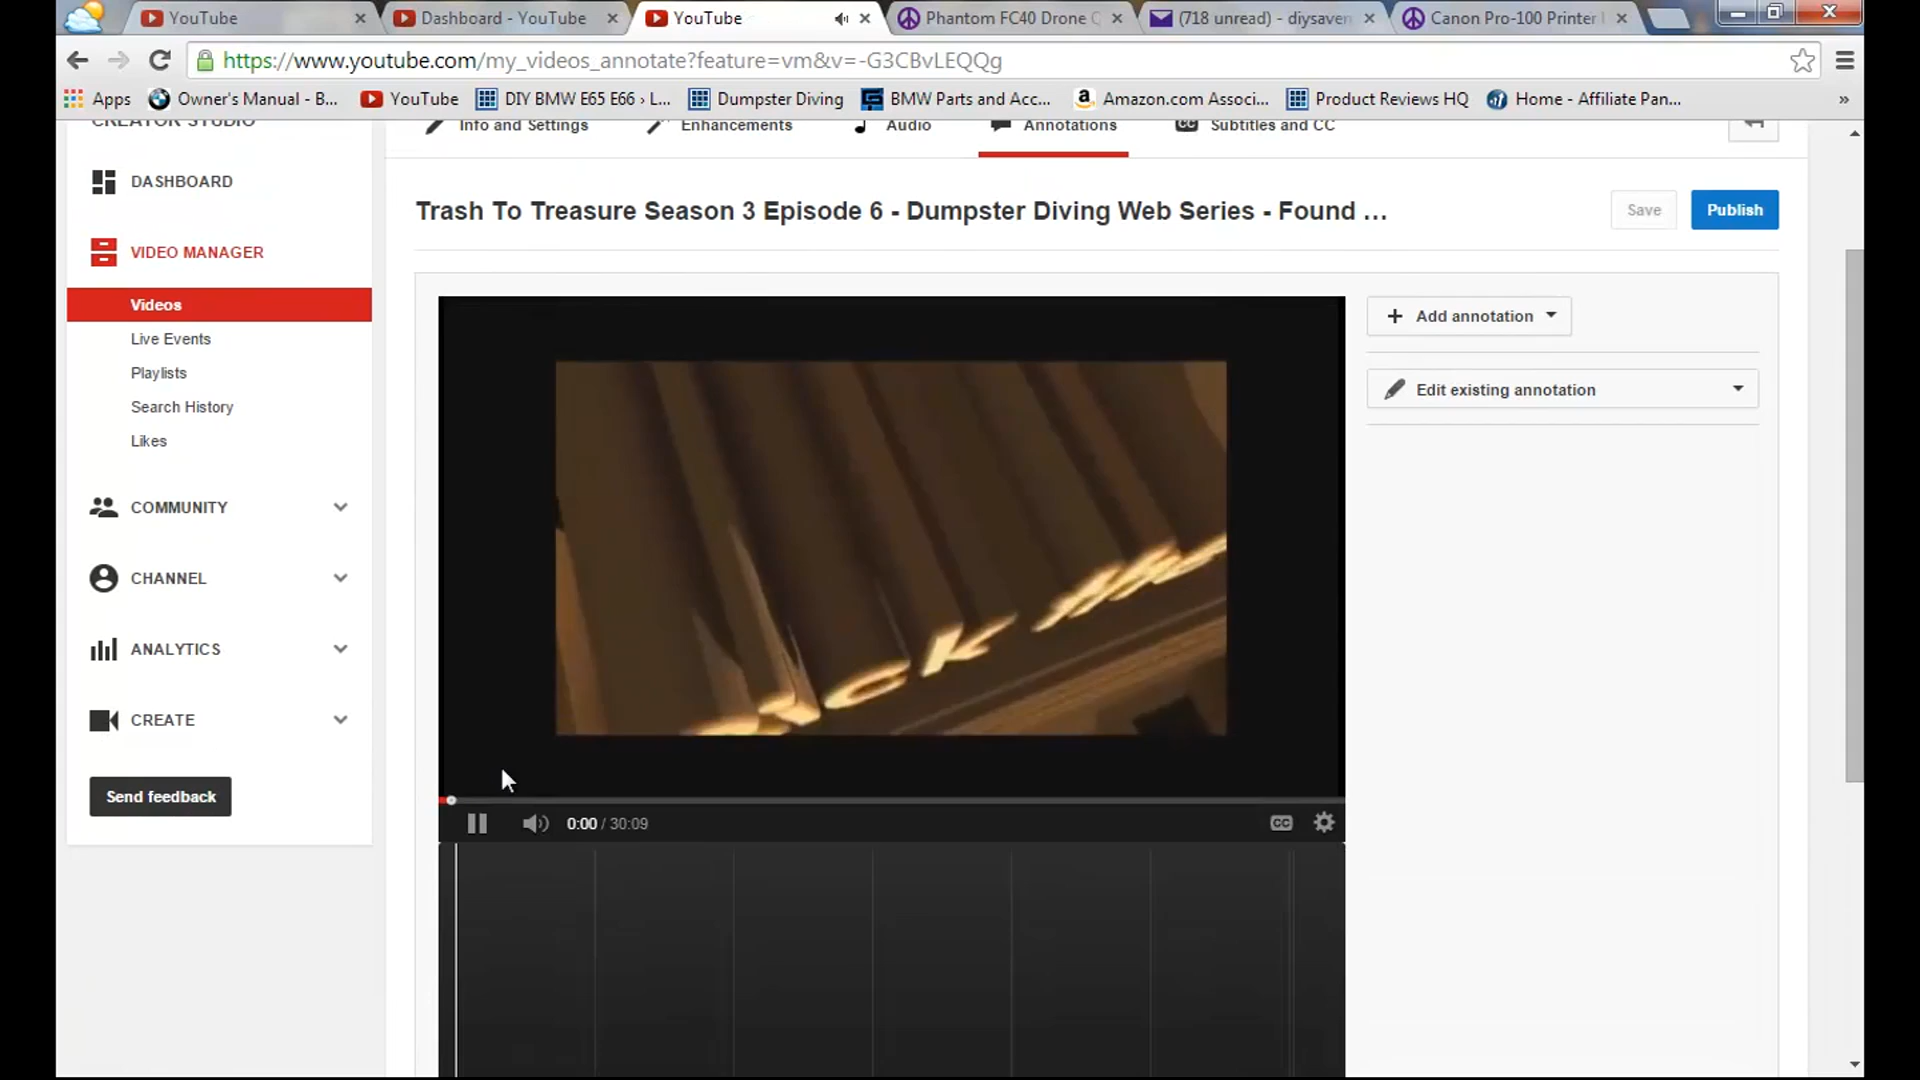 YouTube
Dashboard - YouTube
YouTube
Phantom FC40 Drone
(718 unread) - diysaven
Canon Pro-100 Printer
https://www.youtube.com/my_videos_annotate?feature=vm&v=-G3CBvLEQQg
Apps
Owner's Manual - B...
YouTube
DIY BMW E65 E66 › L...
Dumpster Diving
BMW Parts and Acc...
Amazon.com Associ...
Product Reviews HQ
Home - Affiliate Pan...
»
CREATOR STUDIO
Info and Settings
Enhancements
Audio
Annotations
CC
Subtitles and CC
DASHBOARD
VIDEO MANAGER
Videos
Live Events
Playlists
Search History
Likes
COMMUNITY
CHANNEL
ANALYTICS
CREATE
Send feedback
Trash To Treasure Season 3 Episode 6 - Dumpster Diving Web Series - Found ...
Save
Publish
+ Add annotation
Edit existing annotation
0:00 / 30:09
CC